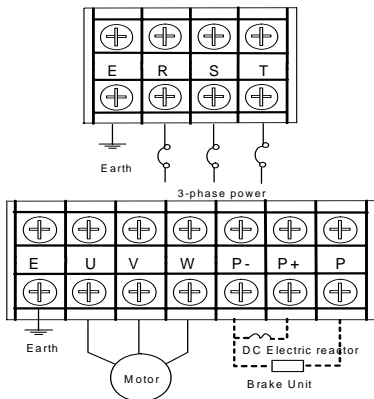 E R S T
Earth
3-phase power
E U V W P- P+ P
Earth
DC Electric reactor
Motor
Brake Unit